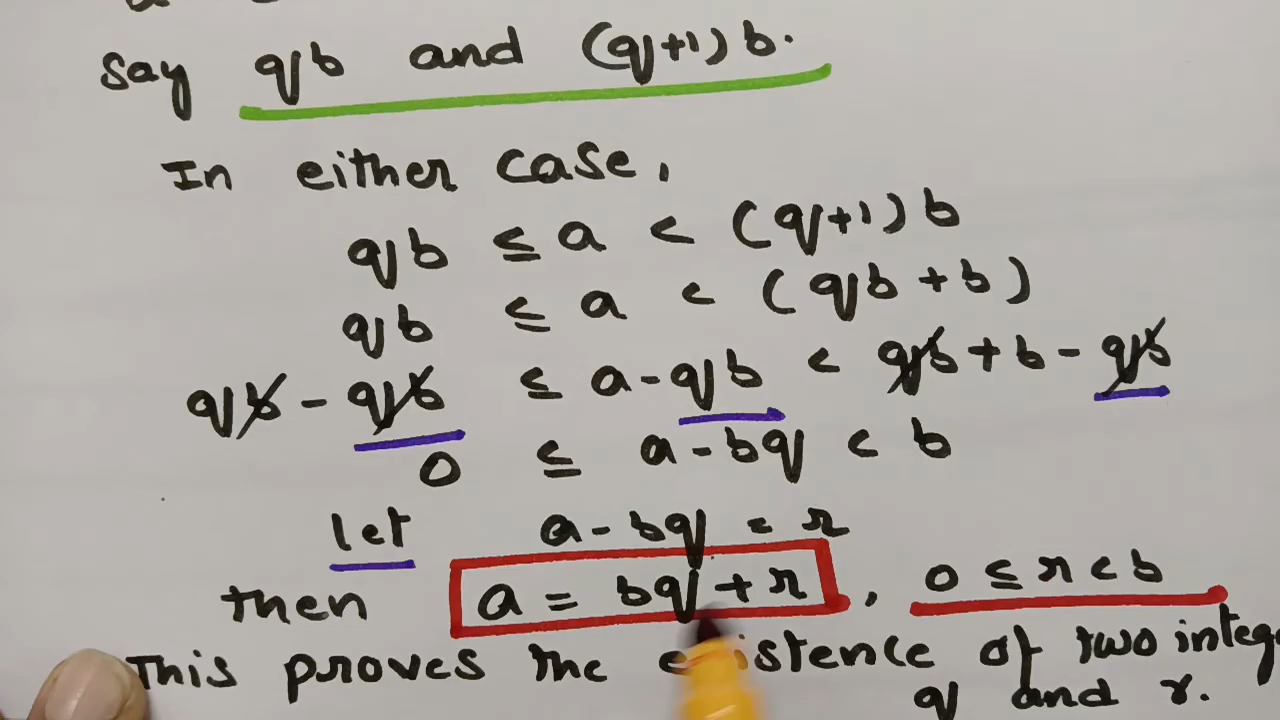 Say qb and (q+1)b.
In either case,
qb ≤ a < (q+1)b
qb ≤ a < (qb+b)
qb - qb ≤ a-qb < qb+b-qb
0 ≤ a-bq < b
let a-bq = r
then a = bq+r, 0 ≤ r < b
This proves the existence of two
q and r.